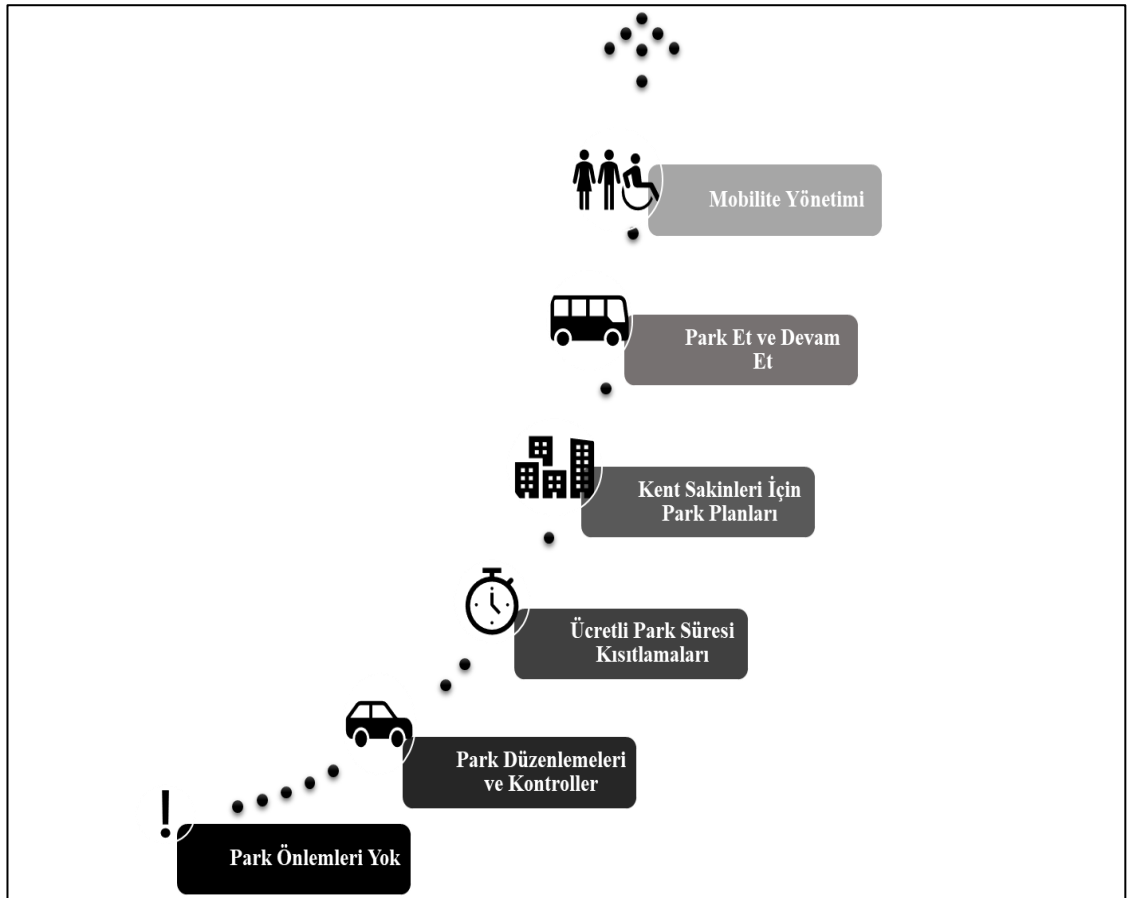 Mobilite Yönetimi
Park Et ve Devam
Et
Kent Sakinleri İçin
Park Planları
Ücretli Park Süresi
Kısıtlamaları
Park Düzenlemeleri
ve Kontroller
!
Park Önlemleri Yok